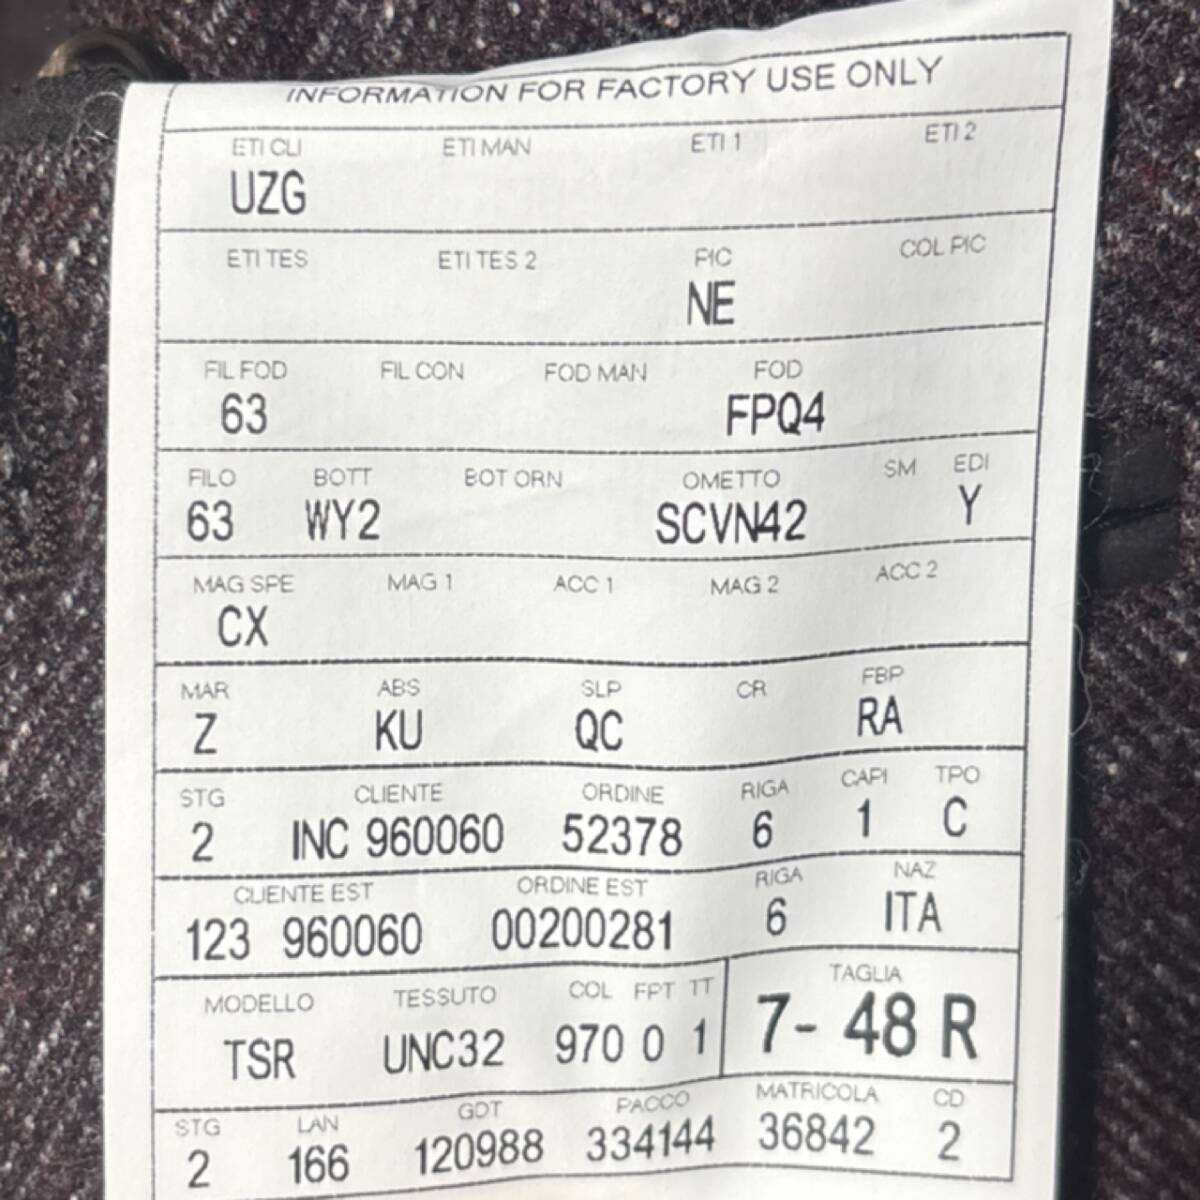 INFORMATION FOR FACTORY USE ONLY
ETI CLI ETI MAN ETI 1 ETI 2
UZG
ETI TES ETI TES 2 PIC COL PIC
NE
FIL FOD FIL CON FOD MAN FOD
63 FPQ4
FILO BOTT BOT ORN OMETTO SM EDI
63 WY2 SCVN42 Y
MAG SPE MAG 1 ACC 1 MAG 2 ACC 2
CX
MAR ABS SLP CR FBP
Z KU QC RA
STG CLIENTE ORDINE RIGA CAPI TPO
2 INC 960060 52378 6 1 C
CLIENTE EST ORDINE EST RIGA NAZ
123 960060 00200281 6 ITA
MODELLO TESSUTO COL FPT TT TAGLIA
TSR UNC32 970 0 1 7- 48 R
STG LAN GDT PACCO MATRICOLA CD
2 166 120988 334144 36842 2